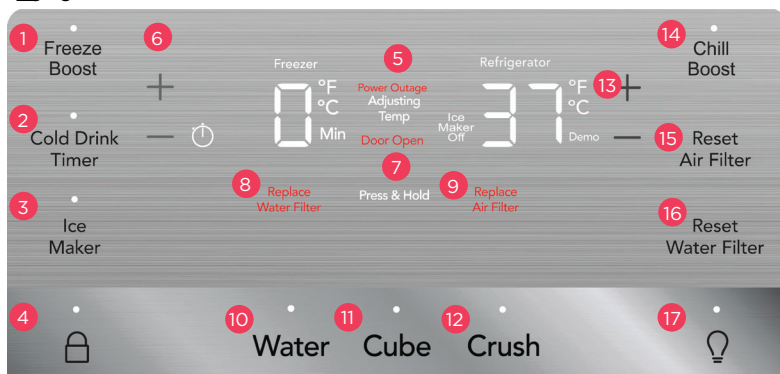 1 Freeze Boost
6
2 Cold Drink Timer
3 Ice Maker
4
Freezer
0 °F °C Min
5
Power Outage
Adjusting Temp
Door Open
7
Press & Hold
8 Replace Water Filter
9 Replace Air Filter
Refrigerator
Ice Maker Off
37 °F °C Demo
13
14 Chill Boost
15 Reset Air Filter
16 Reset Water Filter
10 Water
11 Cube
12 Crush
17